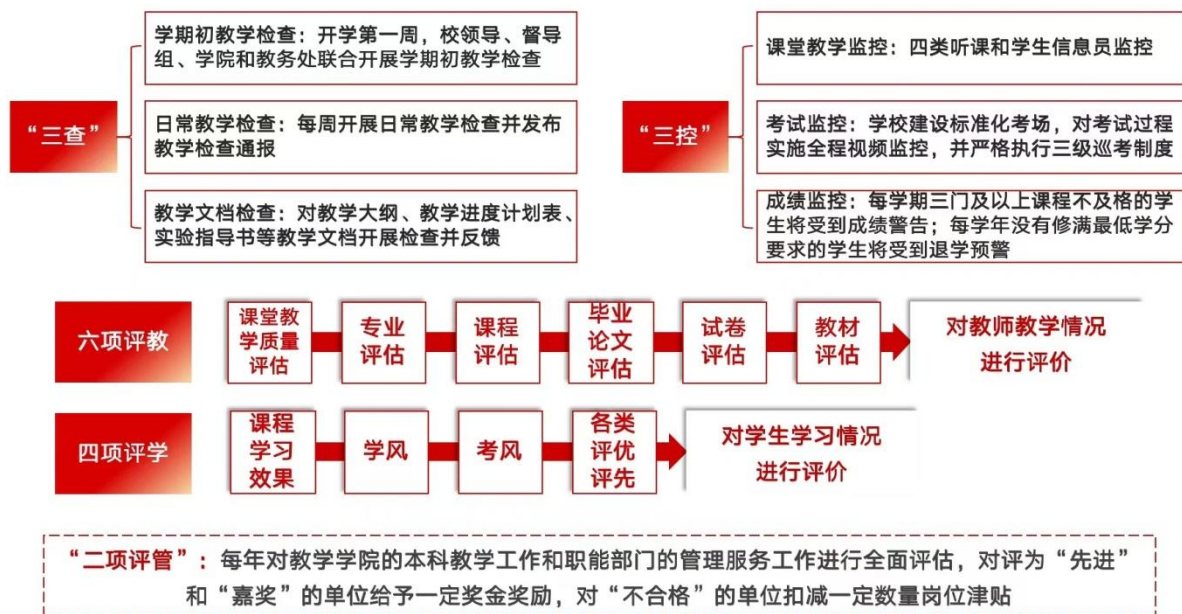 “三查”
学期初教学检查：开学第一周，校领导、督导
组、学院和教务处联合开展学期初教学检查
日常教学检查：每周开展日常教学检查并发布
教学检查通报
教学文档检查：对教学大纲、教学进度计划表、
实验指导书等教学文档开展检查并反馈
“三控”
课堂教学监控：四类听课和学生信息员监控
考试监控：学校建设标准化考场，对考试过程
实施全程视频监控，并严格执行三级巡考制度
成绩监控：每学期三门及以上课程不及格的学
生将受到成绩警告；每学年没有修满最低学分
要求的学生将受到退学预警
六项评教
课堂教
学质量
评估
专业
评估
课程
评估
毕业
论文
评估
试卷
评估
教材
评估
对教师教学情况
进行评价
四项评学
课程
学习
效果
学风
考风
各类
评优
评先
对学生学习情况
进行评价
“二项评管”：每年对教学学院的本科教学工作和职能部门的管理服务工作进行全面评估，对评为“先进”
和“嘉奖”的单位给予一定奖金奖励，对“不合格”的单位扣减一定数量岗位津贴